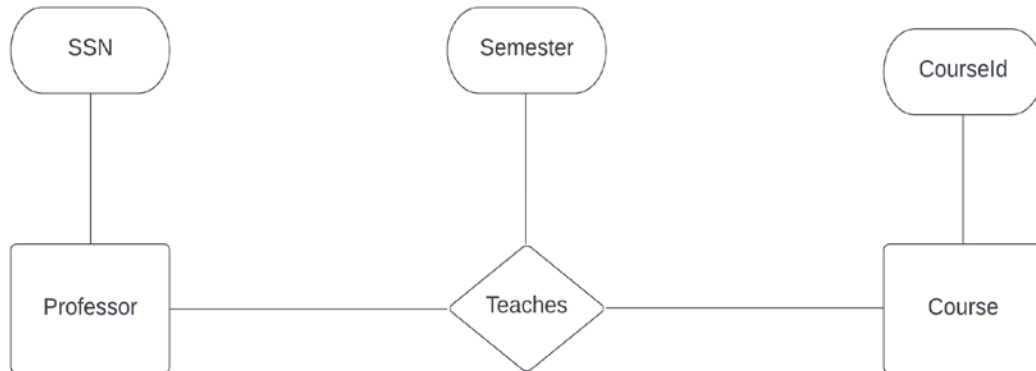 SSN
Semester
CourseId
Professor
Teaches
Course